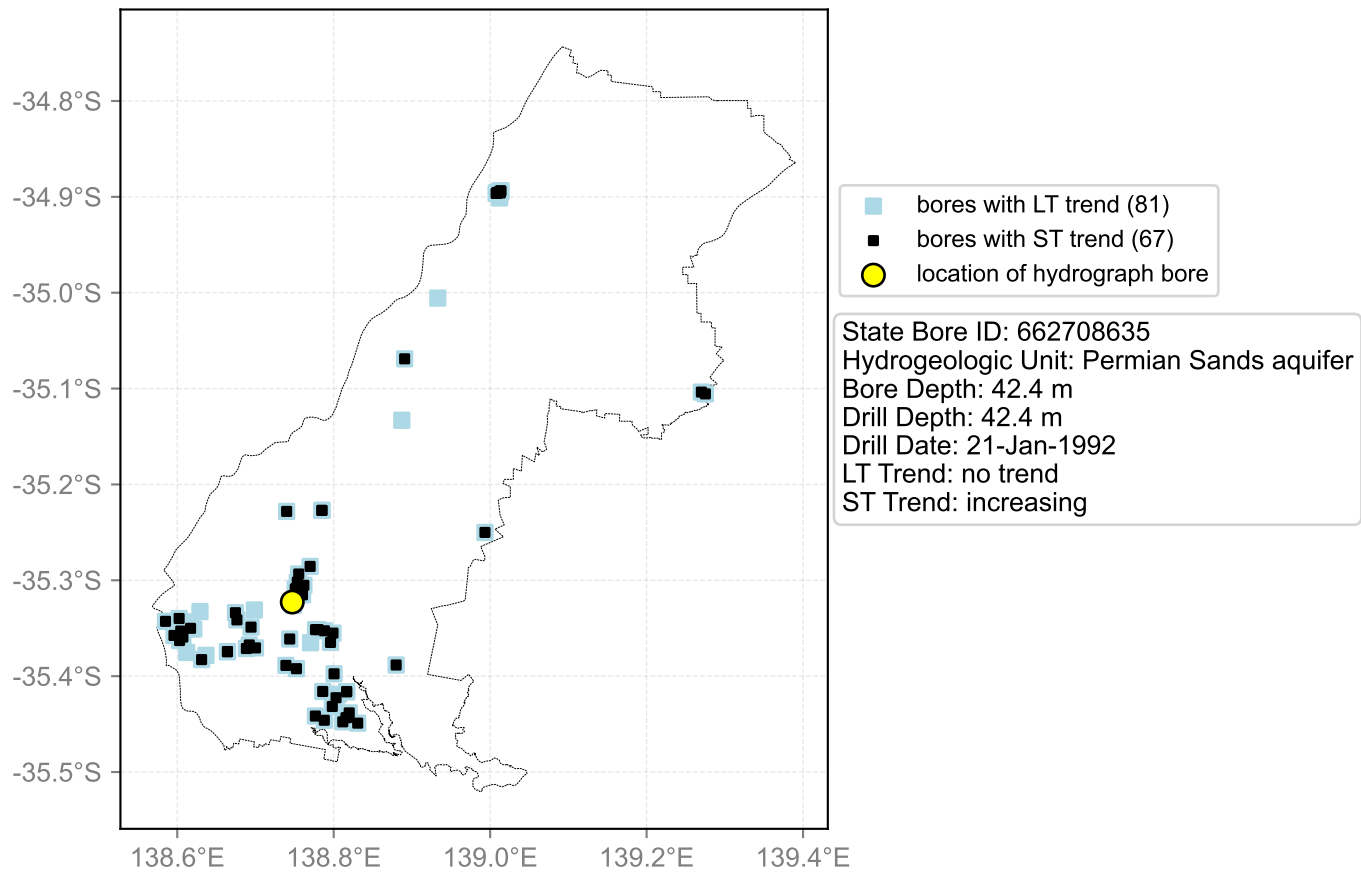 -34.8°S
-34.9°S
-35.0°S
-35.1°S
-35.2°S
-35.3°S
-35.4°S
-35.5°S
138.6°E
138.8°E
139.0°E
139.2°E
139.4°E
bores with LT trend (81)
bores with ST trend (67)
location of hydrograph bore
State Bore ID: 662708635
Hydrogeologic Unit: Permian Sands aquifer
Bore Depth: 42.4 m
Drill Depth: 42.4 m
Drill Date: 21-Jan-1992
LT Trend: no trend
ST Trend: increasing